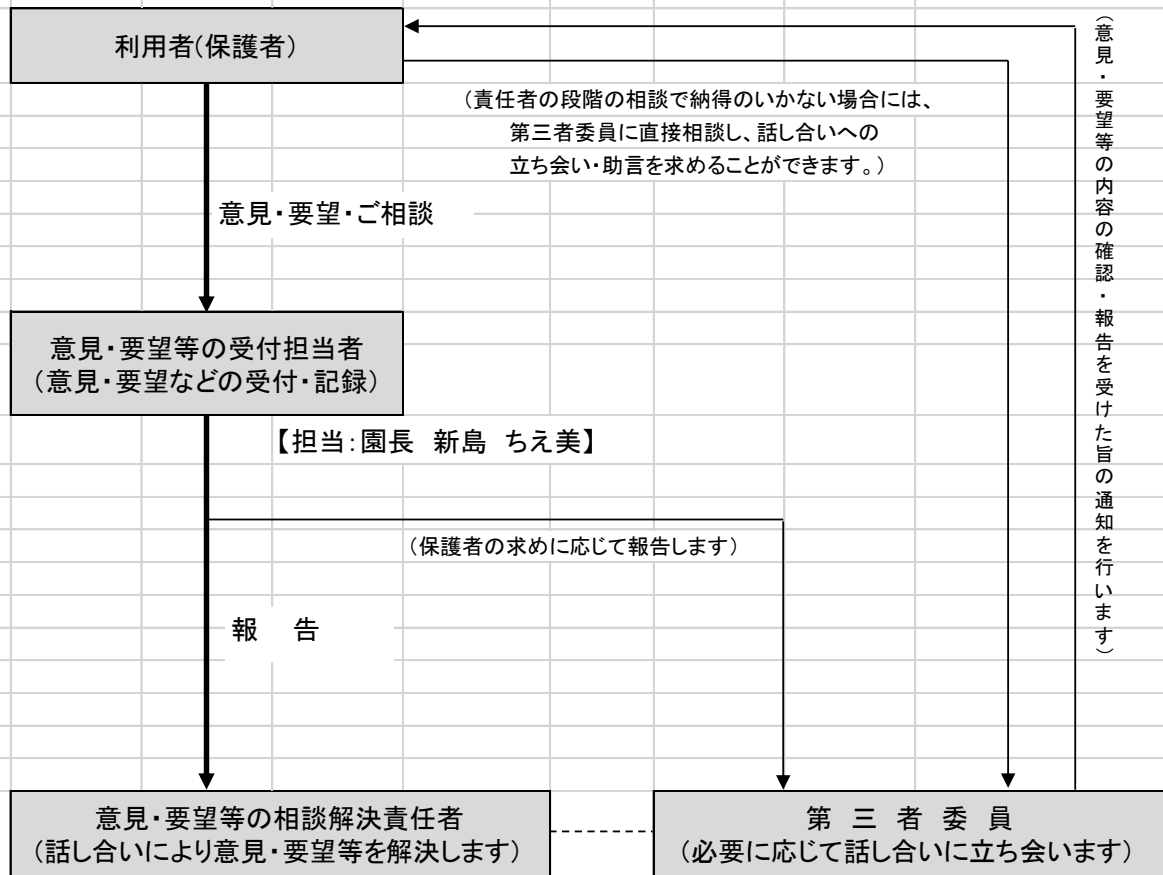 利用者(保護者)
(責任者の段階の相談で納得のいかない場合には、
第三者委員に直接相談し、話し合いへの
立ち会い・助言を求めることができます。)
(意見・要望等の内容の確認・報告を受けた旨の通知を行います)
意見・要望・ご相談
意見・要望等の受付担当者
(意見・要望などの受付・記録)
【担当：園長　新島　ちえ美】
(保護者の求めに応じて報告します)
報　告
意見・要望等の相談解決責任者
(話し合いにより意見・要望等を解決します)
第　三　者　委　員
(必要に応じて話し合いに立ち会います)